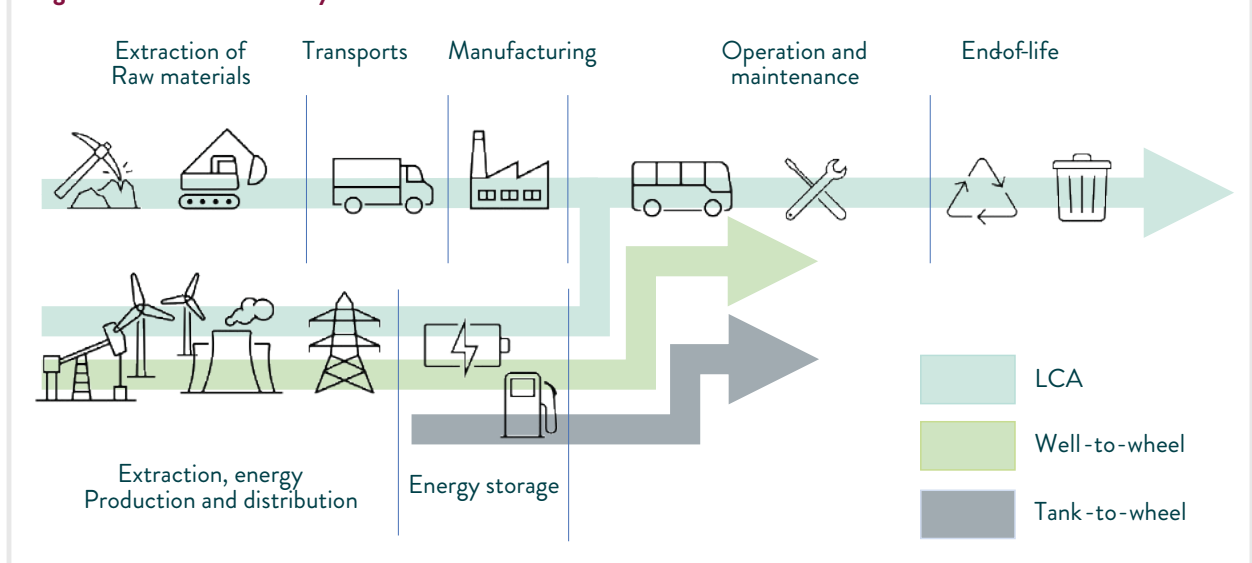 Extraction of
Raw materials
Transports
Manufacturing
Operation and
maintenance
End-of-life
LCA
Well-to-wheel
Tank-to-wheel
Extraction, energy
Production and distribution
Energy storage